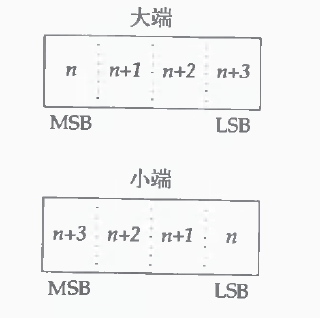 大端
n n+1 n+2 n+3
MSB LSB
小端
n+3 n+2 n+1 n
MSB LSB